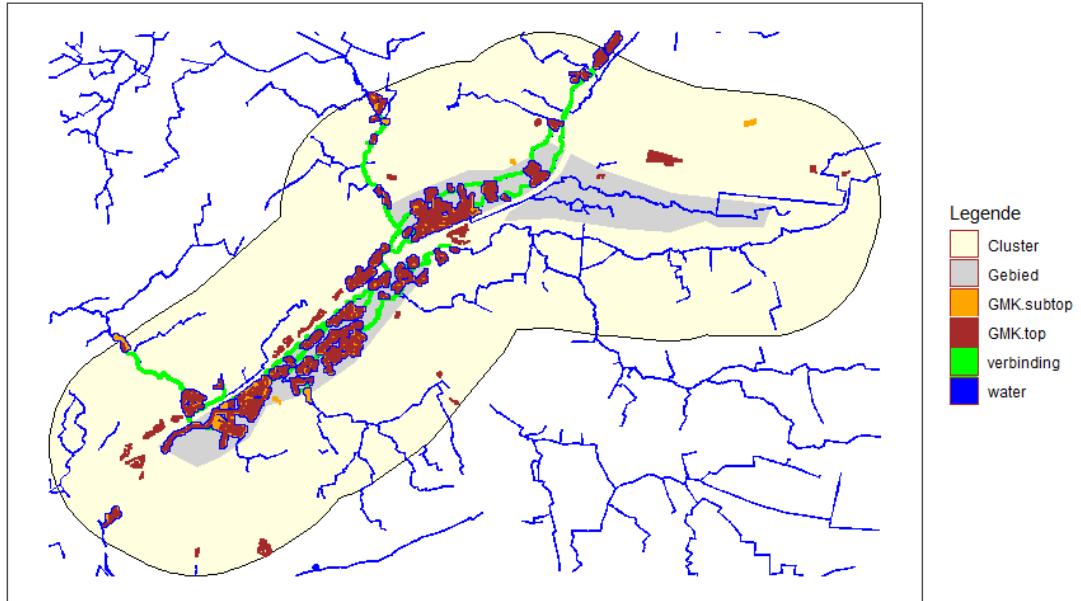 Legende
Cluster
Gebied
GMK.subtop
GMK.top
verbinding
water